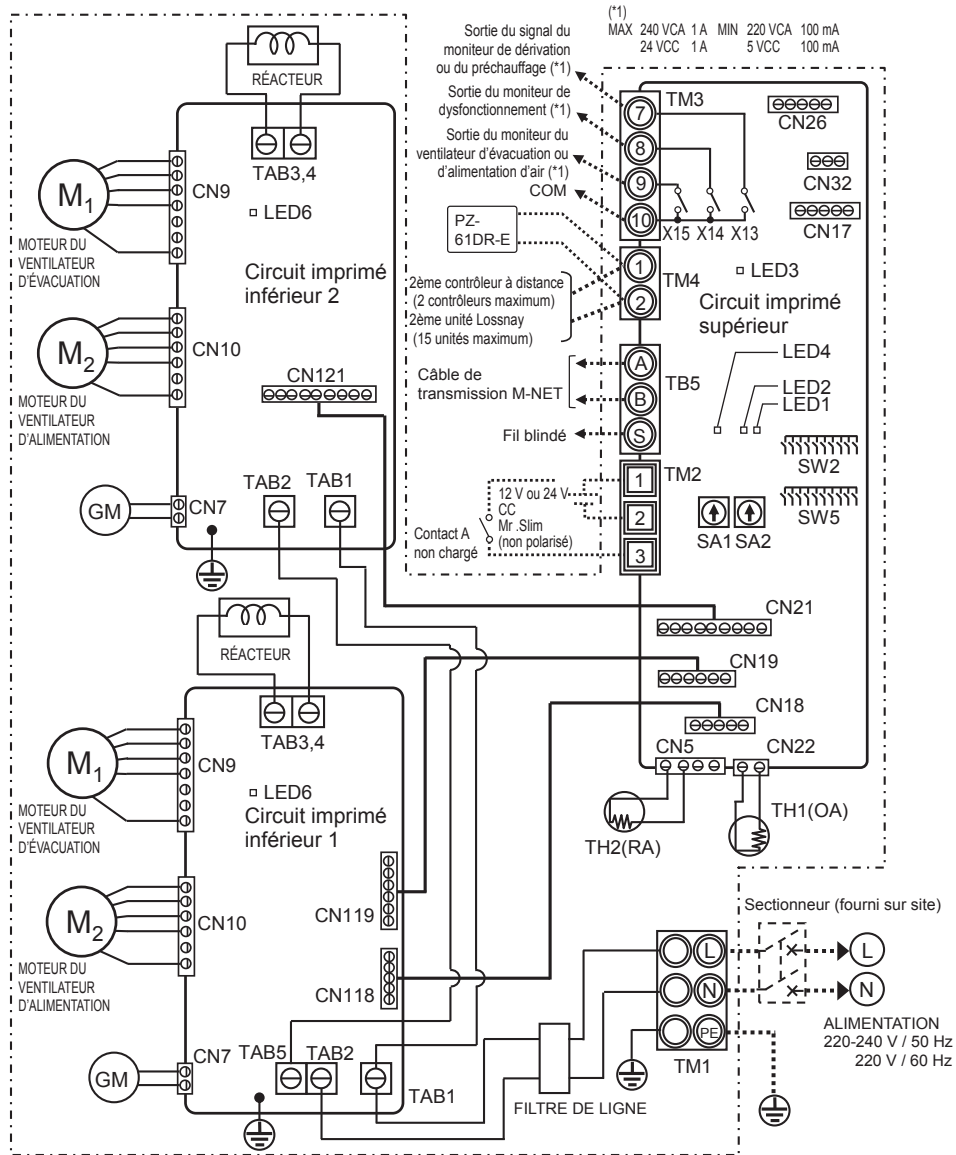 (*1)
MAX 240 VCA 1 A MIN 220 VCA 100 mA
24 VCC 1 A 5 VCC 100 mA
Sortie du signal du
moniteur de dérivation
ou du préchauffage (*1)
Sortie du moniteur de
dysfonctionnement (*1)
Sortie du moniteur du
ventilateur d'évacuation ou
d'alimentation d'air (*1)
COM
PZ-
61DR-E
2ème contrôleur à distance
(2 contrôleurs maximum)
2ème unité Lossnay
(15 unités maximum)
Câble de
transmission M-NET
Fil blindé
12 V ou 24 V
CC
Mr .Slim
(non polarisé)
Contact A
non chargé
TM3
7
8
9
10
X15 X14 X13
TM4
1
2
TB5
A
B
S
TM2
1
2
3
CN26
CN32
CN17
LED3
Circuit imprimé
supérieur
LED4
LED2
LED1
SW2
SW5
SA1 SA2
CN21
CN19
CN18
CN5
CN22
TH2(RA)
TH1(OA)
RÉACTEUR
TAB3,4
M1
CN9
MOTEUR DU
VENTILATEUR
D'ÉVACUATION
LED6
Circuit imprimé
inférieur 2
M2
CN10
MOTEUR DU
VENTILATEUR
D'ALIMENTATION
CN121
TAB2
TAB1
GM
CN7
RÉACTEUR
TAB3,4
M1
CN9
MOTEUR DU
VENTILATEUR
D'ÉVACUATION
LED6
Circuit imprimé
inférieur 1
M2
CN10
MOTEUR DU
VENTILATEUR
D'ALIMENTATION
CN119
CN118
GM
CN7
TAB5
TAB2
TAB1
FILTRE DE LIGNE
Sectionneur (fourni sur site)
L
N
PE
TM1
L
N
ALIMENTATION
220-240 V / 50 Hz
220 V / 60 Hz